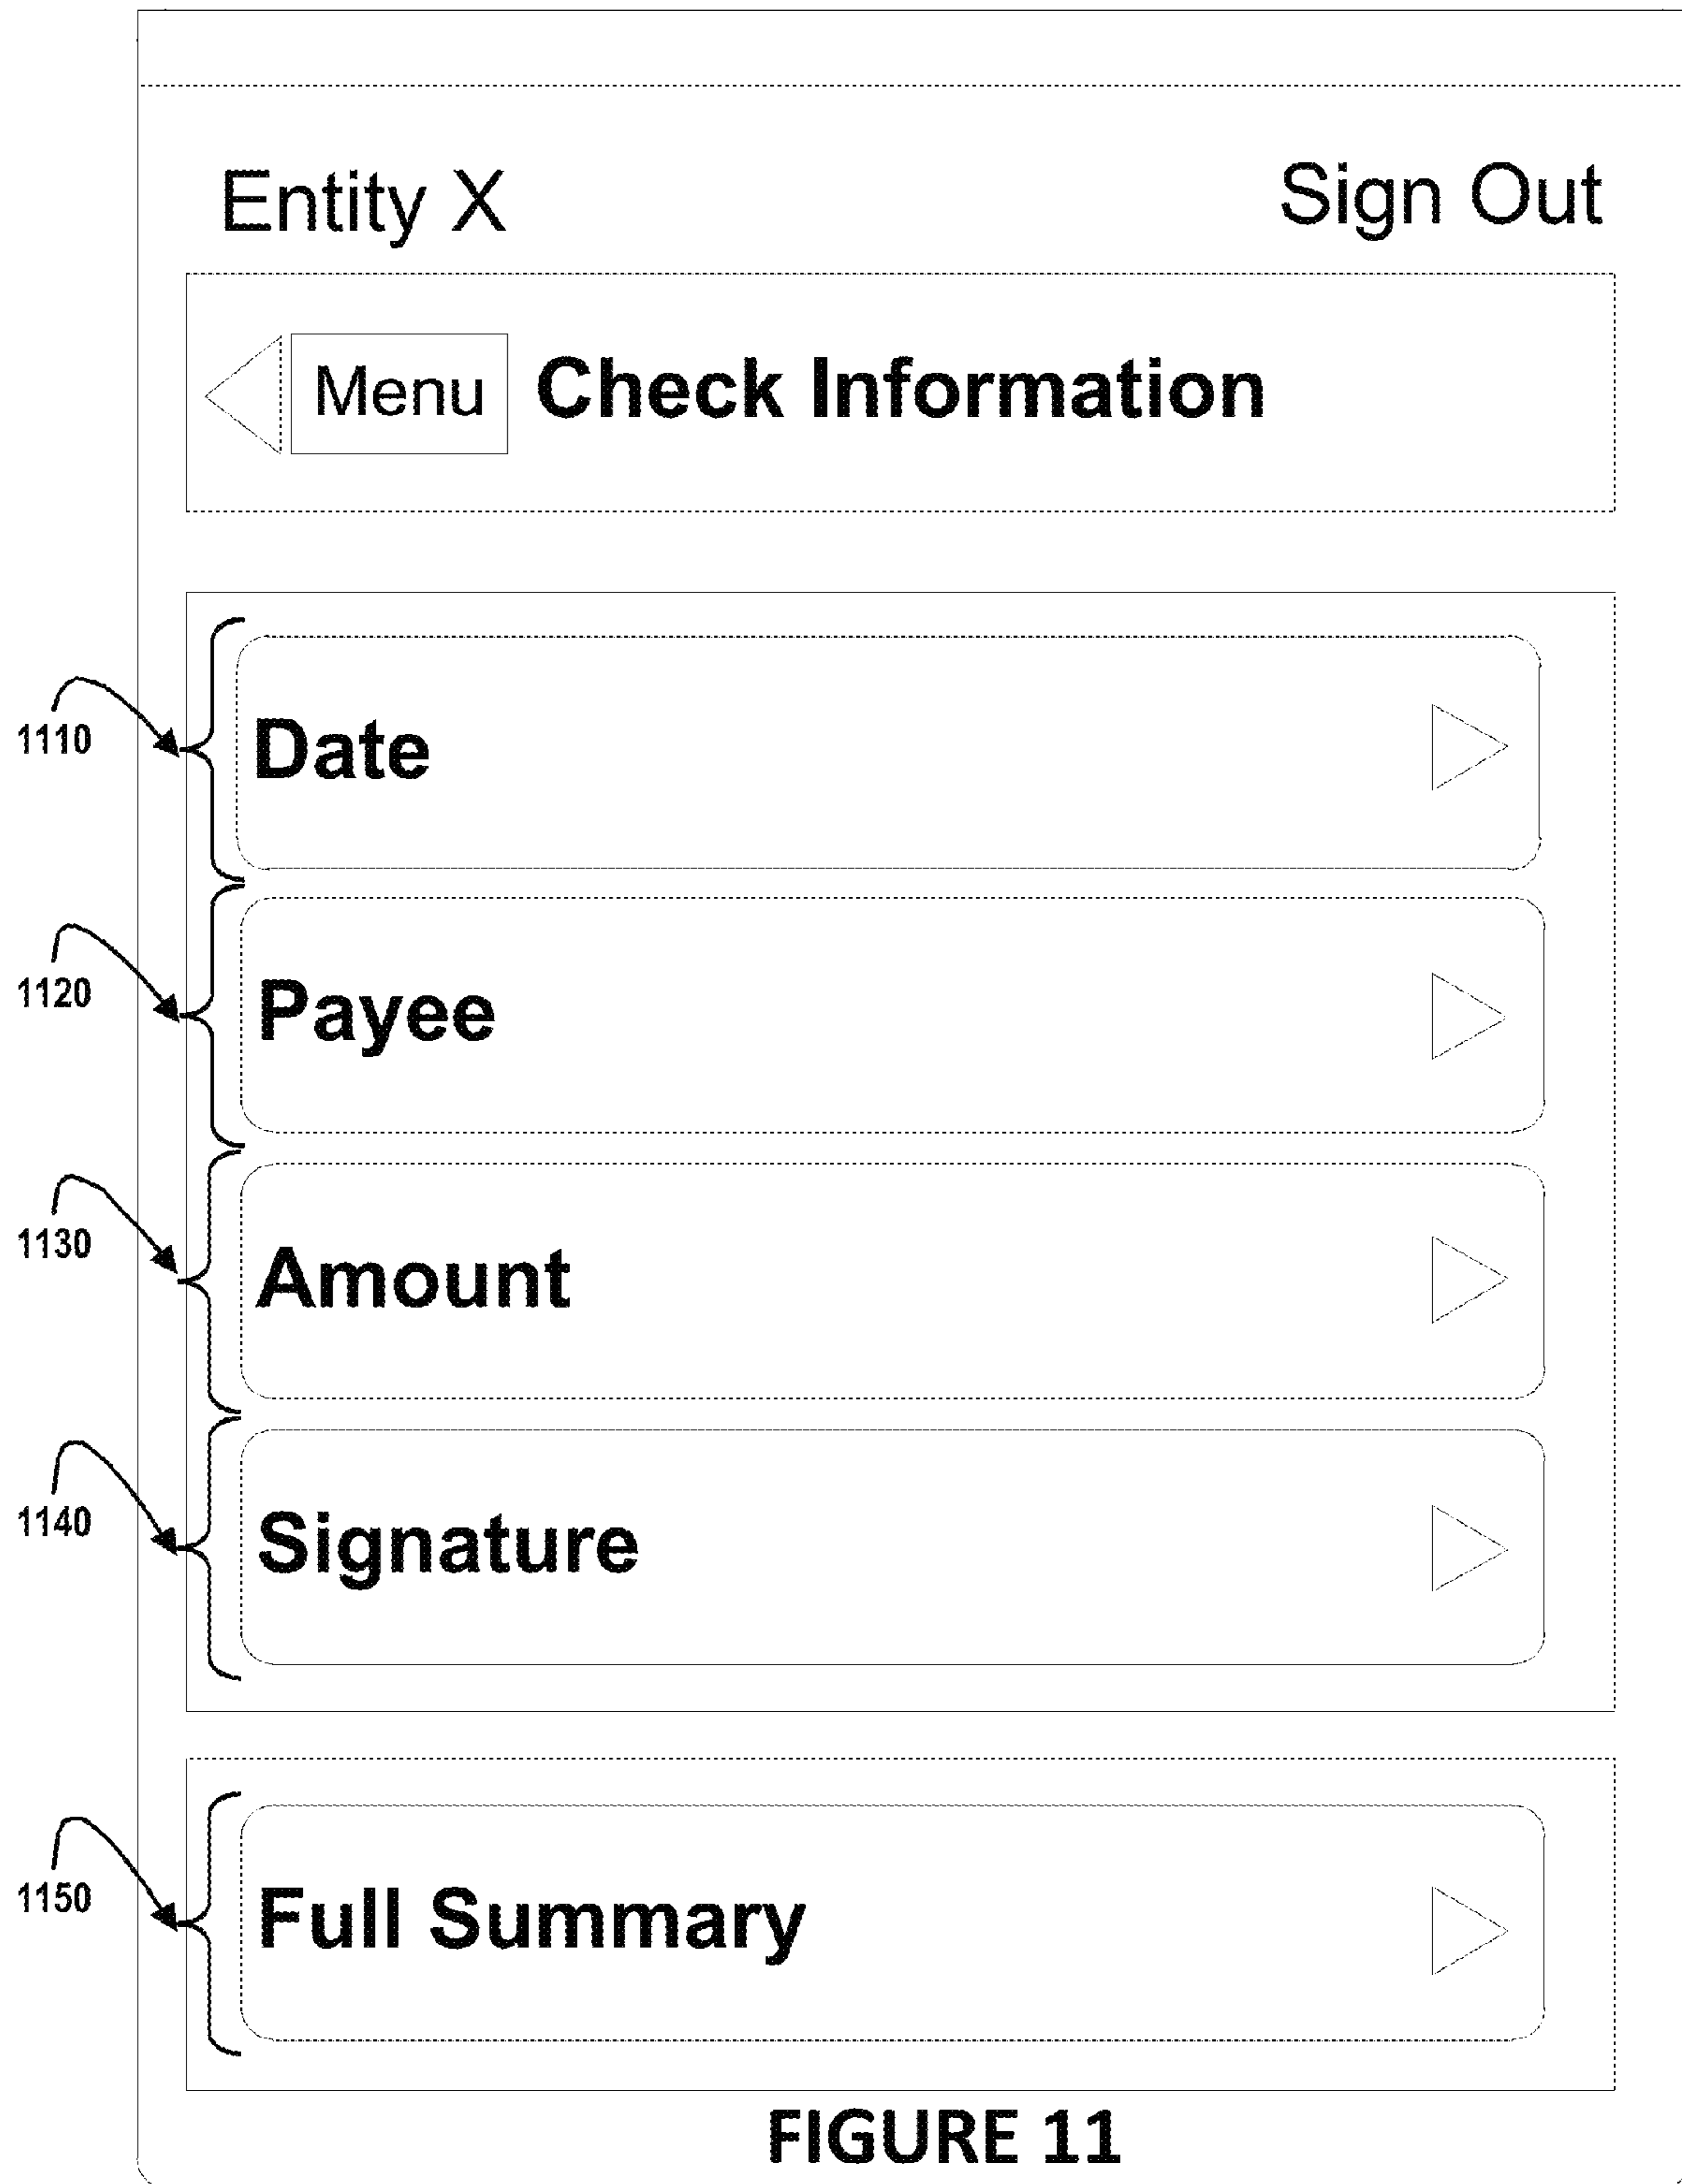 Entity X Sign Out
Menu Check Information
1110 Date
1120 Payee
1130 Amount
1140 Signature
1150 Full Summary
FIGURE 11